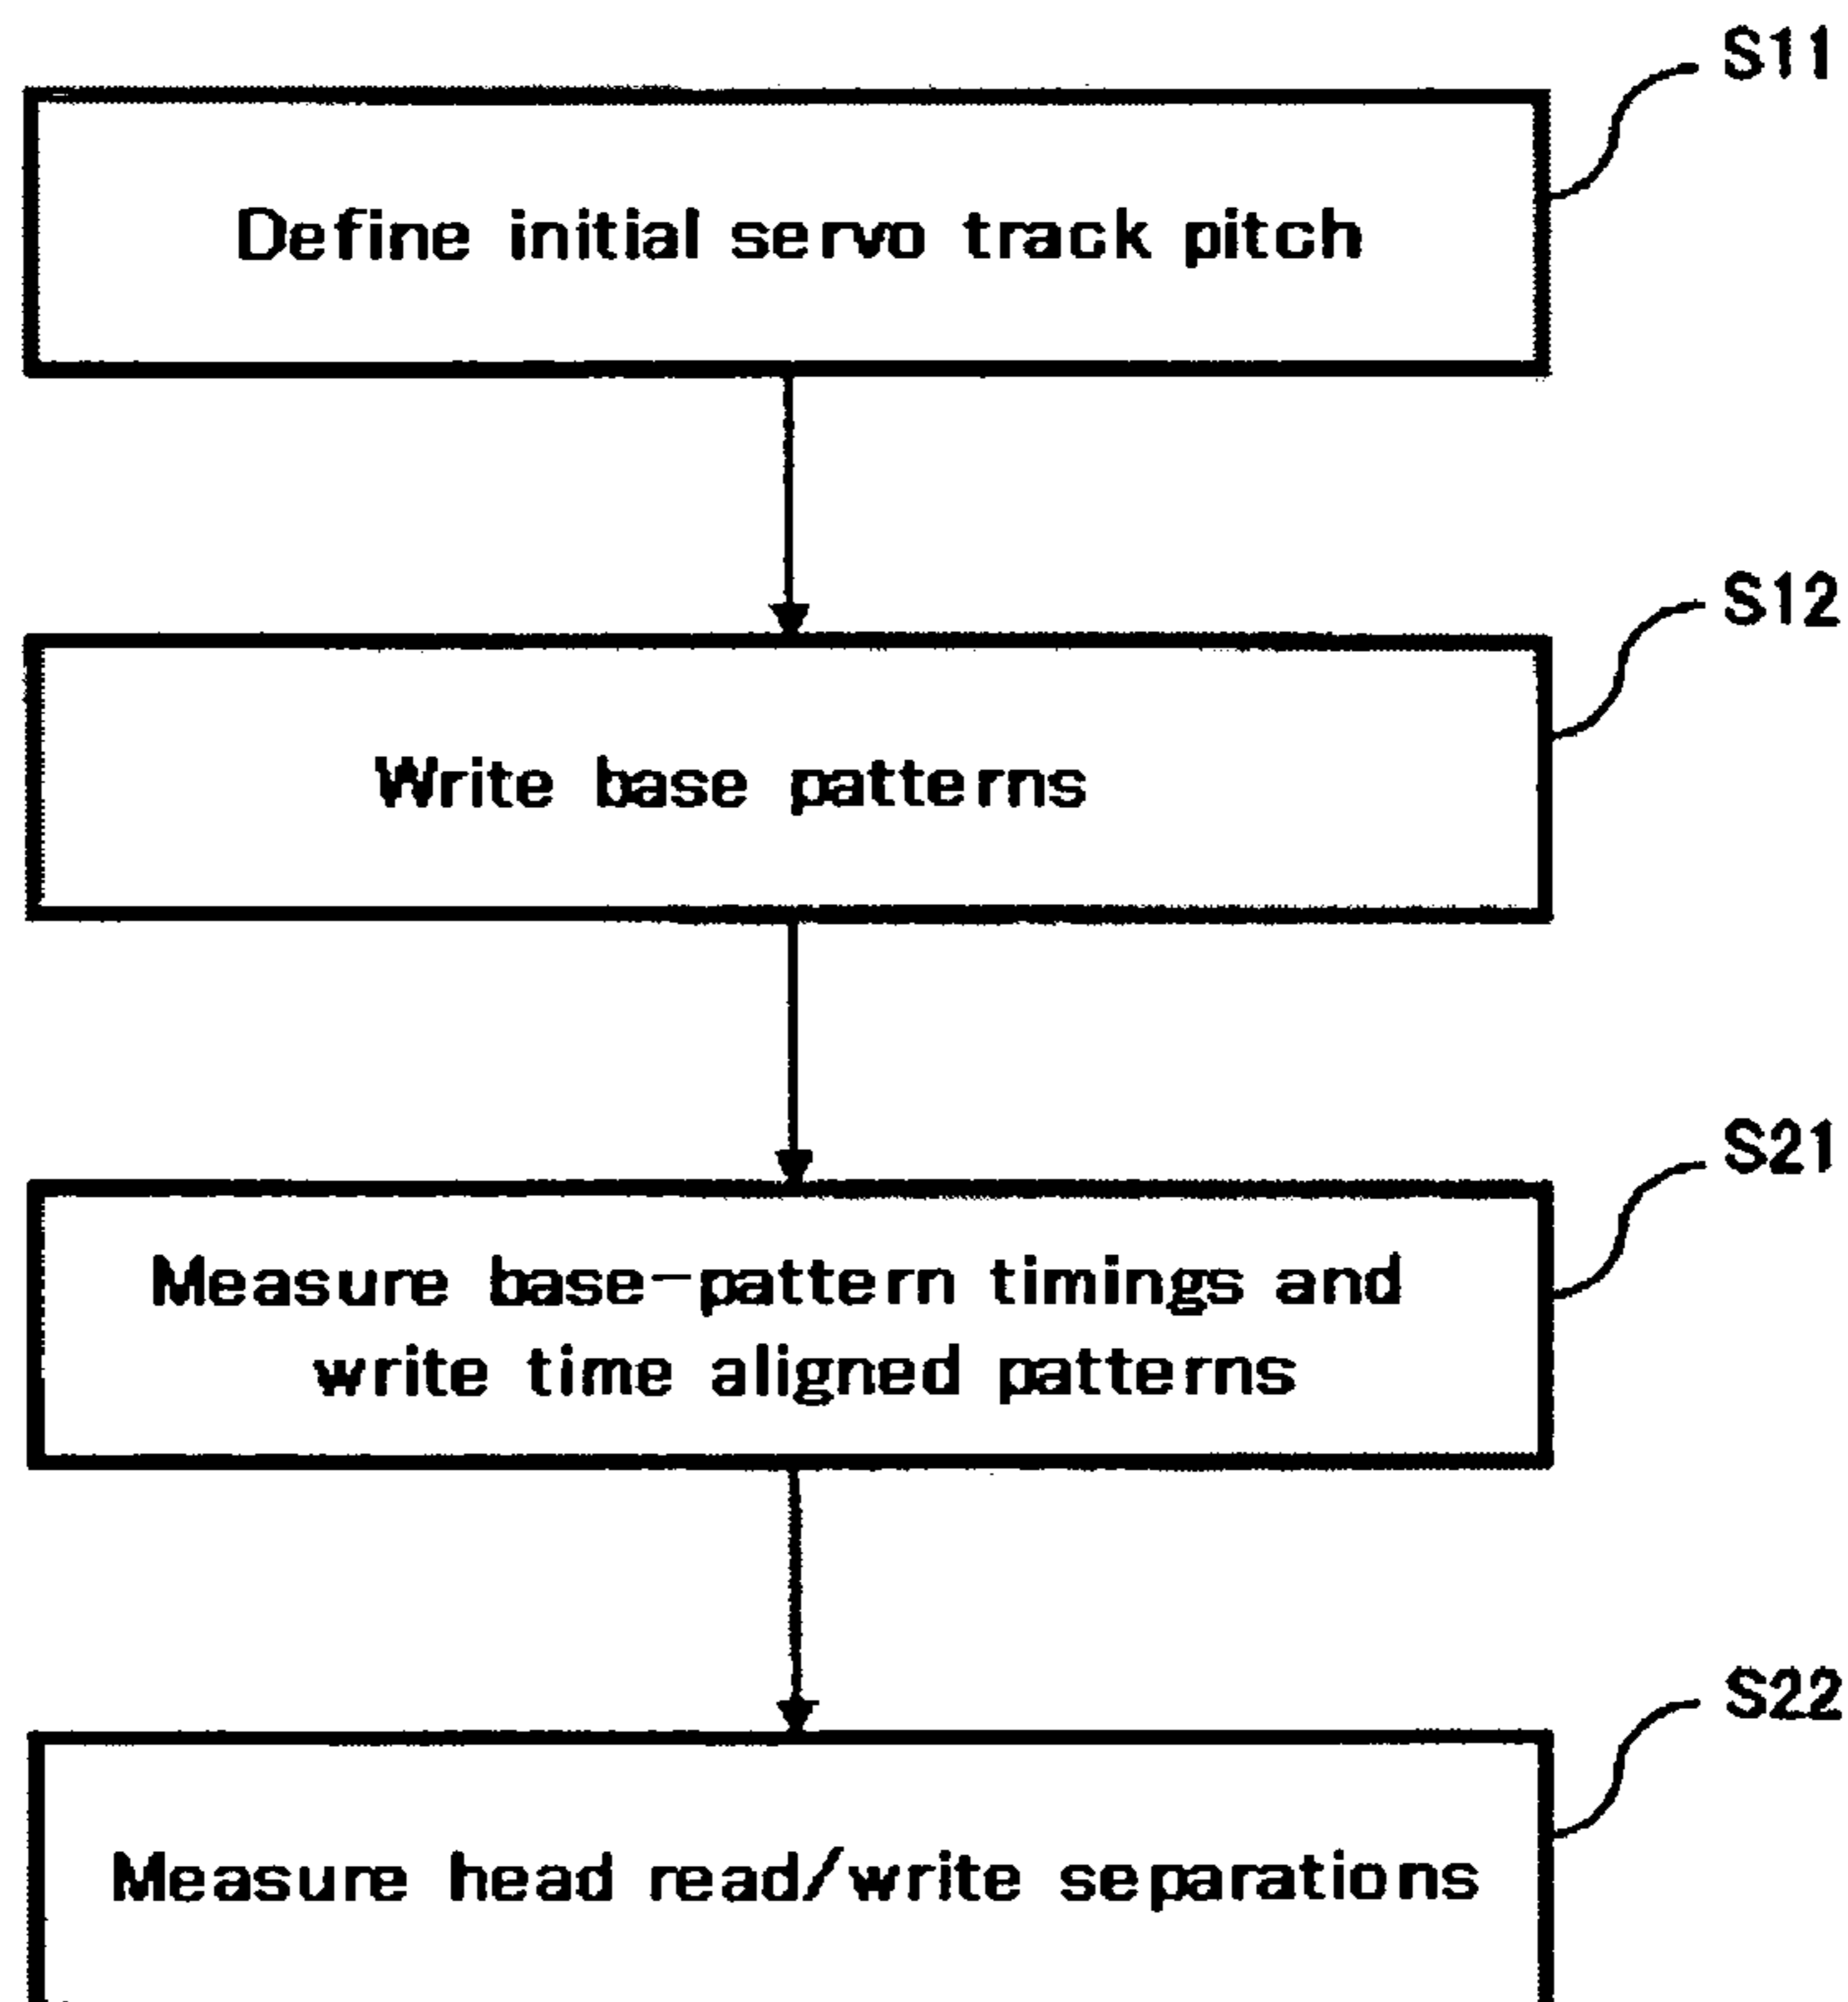 S11
Define initial servo track pitch
S12
Write base patterns
S21
Measure base-pattern timings and
write time aligned patterns
S22
Measure head read/write separations